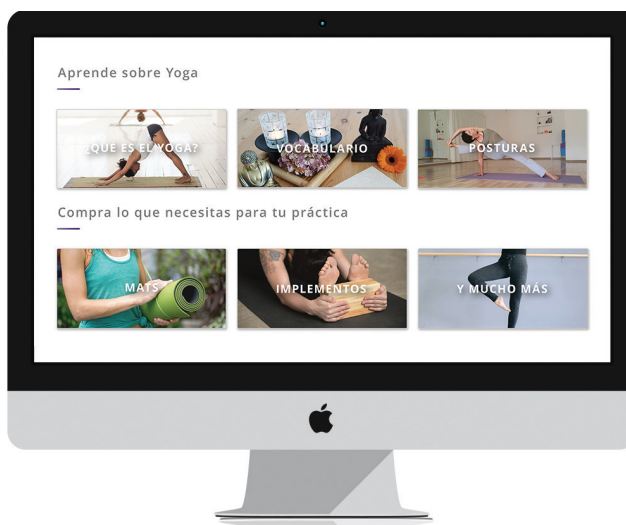 Aprende sobre Yoga
¿QUE ES EL YOGA?
VOCABULARIO
POSTURAS
Compra lo que necesitas para tu práctica
MATS
IMPLEMENTOS
Y MUCHO MÁS